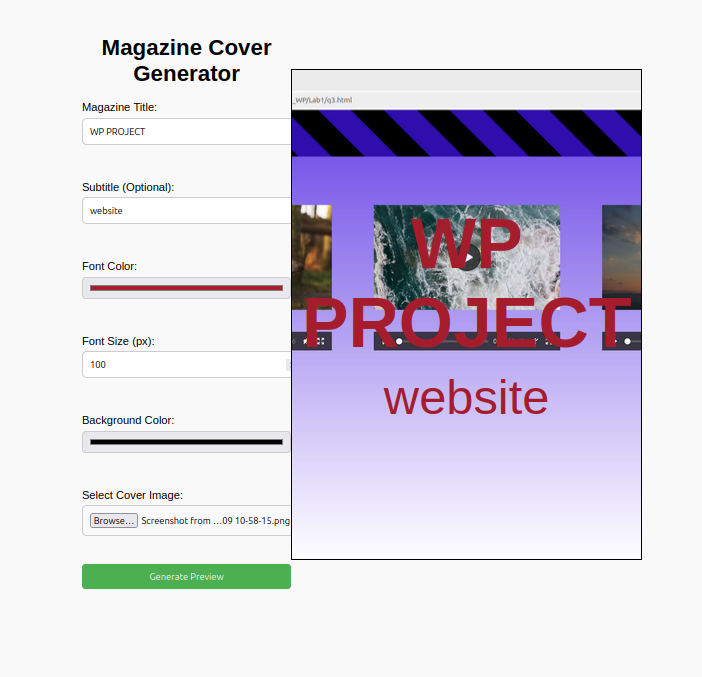 Magazine Cover
Generator
Magazine Title:
WP PROJECT
Subtitle (Optional):
website
Font Color:
Font Size (px):
100
Background Color:
Select Cover Image:
Browse... Screenshot from ...09 10-58-15.png
Generate Preview
_WP/Lab1/q3.html
WP
PROJECT
website